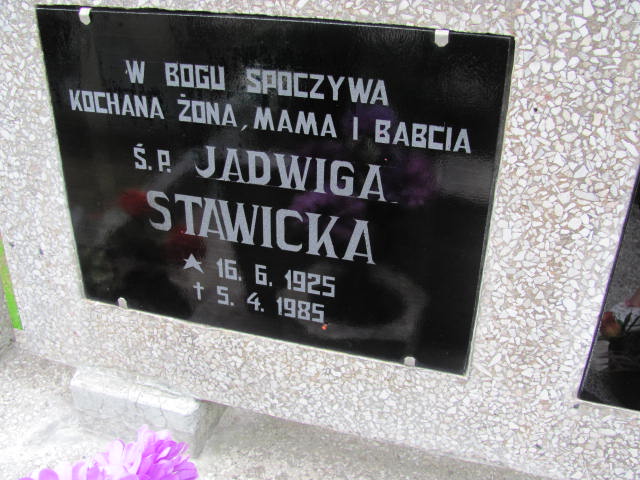 W BOGU SPOCZYWA
KOCHANA ŻONA, MAMA I BABCIA
Ś.P. JADWIGA
STAWICKA
★ 16. 6. 1925
† 5. 4. 1985